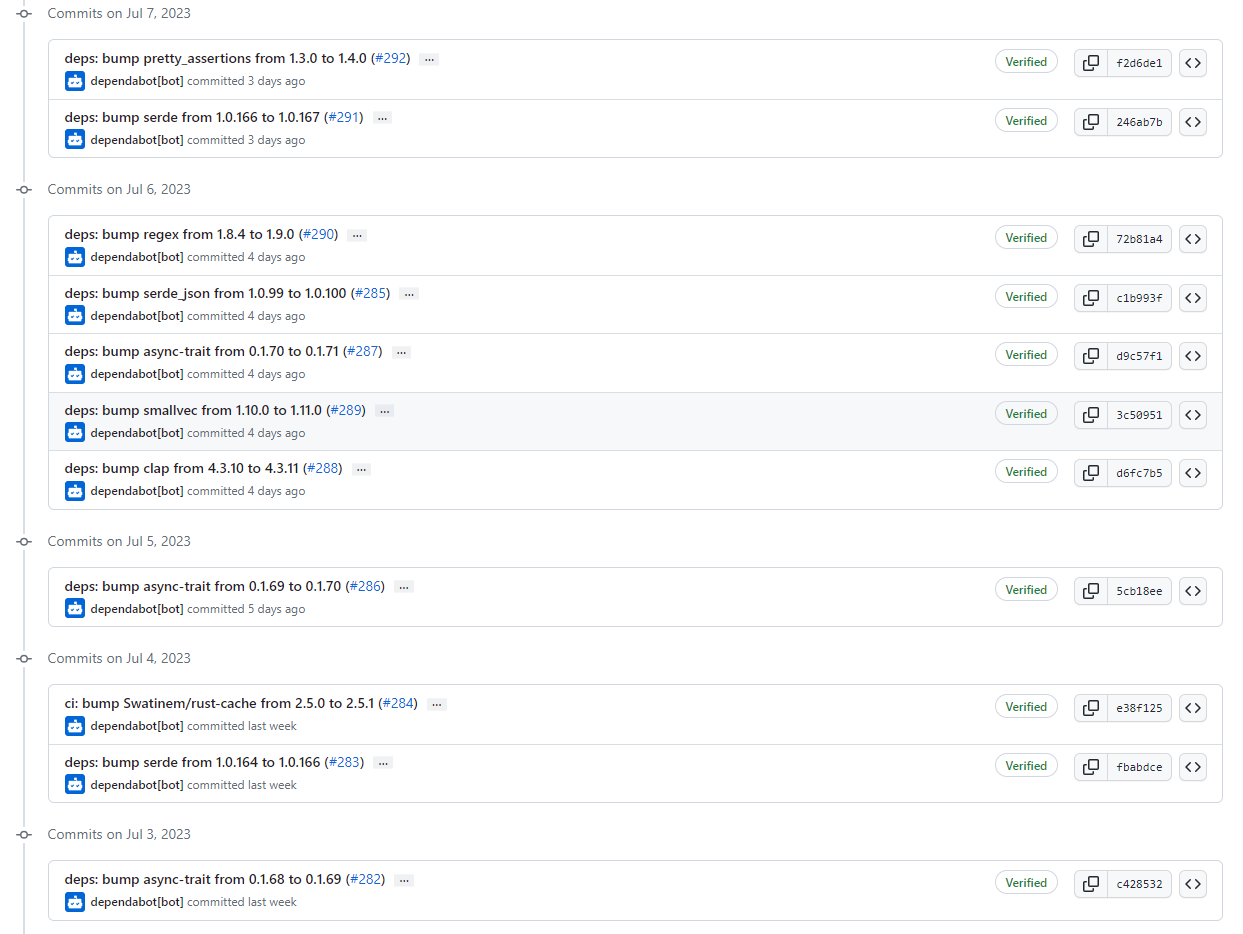 Commits on Jul 7, 2023
deps: bump pretty_assertions from 1.3.0 to 1.4.0 (#292) ...
Verified f2d6de1
dependabot[bot] committed 3 days ago
deps: bump serde from 1.0.166 to 1.0.167 (#291) ...
Verified 246ab7b
dependabot[bot] committed 3 days ago
Commits on Jul 6, 2023
deps: bump regex from 1.8.4 to 1.9.0 (#290) ...
Verified 72b81a4
dependabot[bot] committed 4 days ago
deps: bump serde_json from 1.0.99 to 1.0.100 (#285) ...
Verified c1b993f
dependabot[bot] committed 4 days ago
deps: bump async-trait from 0.1.70 to 0.1.71 (#287) ...
Verified d9c57f1
dependabot[bot] committed 4 days ago
deps: bump smallvec from 1.10.0 to 1.11.0 (#289) ...
Verified 3c50951
dependabot[bot] committed 4 days ago
deps: bump clap from 4.3.10 to 4.3.11 (#288) ...
Verified d6fc7b5
dependabot[bot] committed 4 days ago
Commits on Jul 5, 2023
deps: bump async-trait from 0.1.69 to 0.1.70 (#286) ...
Verified 5cb18ee
dependabot[bot] committed 5 days ago
Commits on Jul 4, 2023
ci: bump Swatinem/rust-cache from 2.5.0 to 2.5.1 (#284) ...
Verified e38f125
dependabot[bot] committed last week
deps: bump serde from 1.0.164 to 1.0.166 (#283) ...
Verified fbabdce
dependabot[bot] committed last week
Commits on Jul 3, 2023
deps: bump async-trait from 0.1.68 to 0.1.69 (#282) ...
Verified c428532
dependabot[bot] committed last week